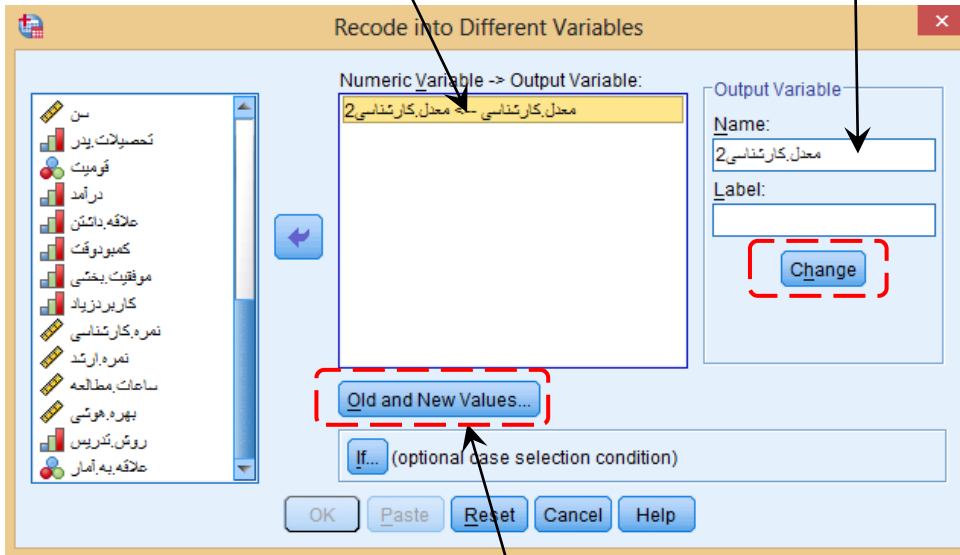 Recode into Different Variables
سن
تحصیلات.پدر
قومیت
درآمد
علاقه.داشتن
کمبودوقت
موفقیت.بخشی
کاربردزیاد
نمره.کارشناسی
نمره.ارشد
ساعات.مطالعه
بهره.هوشی
روش.تدریس
علاقه.به.آمار
Numeric Variable -> Output Variable:
معدل.کارشناسی --> معدل.کارشناسی2
Output Variable
Name:
معدل.کارشناسی2
Label:
Change
Old and New Values...
If... (optional case selection condition)
OK Paste Reset Cancel Help